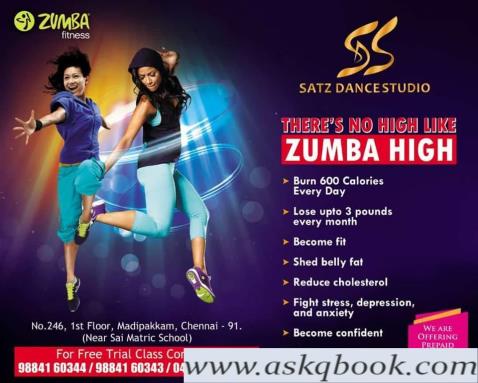 ZUMBA
fitness
SATZ DANCE STUDIO
THERE'S NO HIGH LIKE
ZUMBA HIGH
Burn 600 Calories
Every Day
Lose upto 3 pounds
every month
Become fit
Shed belly fat
Reduce cholesterol
Fight stress, depression,
and anxiety
Become confident
No.246, 1st Floor, Madipakkam, Chennai - 91.
(Near Sai Matric School)
For Free Trial Class
98841 60344 / 98841 60343 /
WE ARE
OFFERING
PREPAID
www.askqbook.com